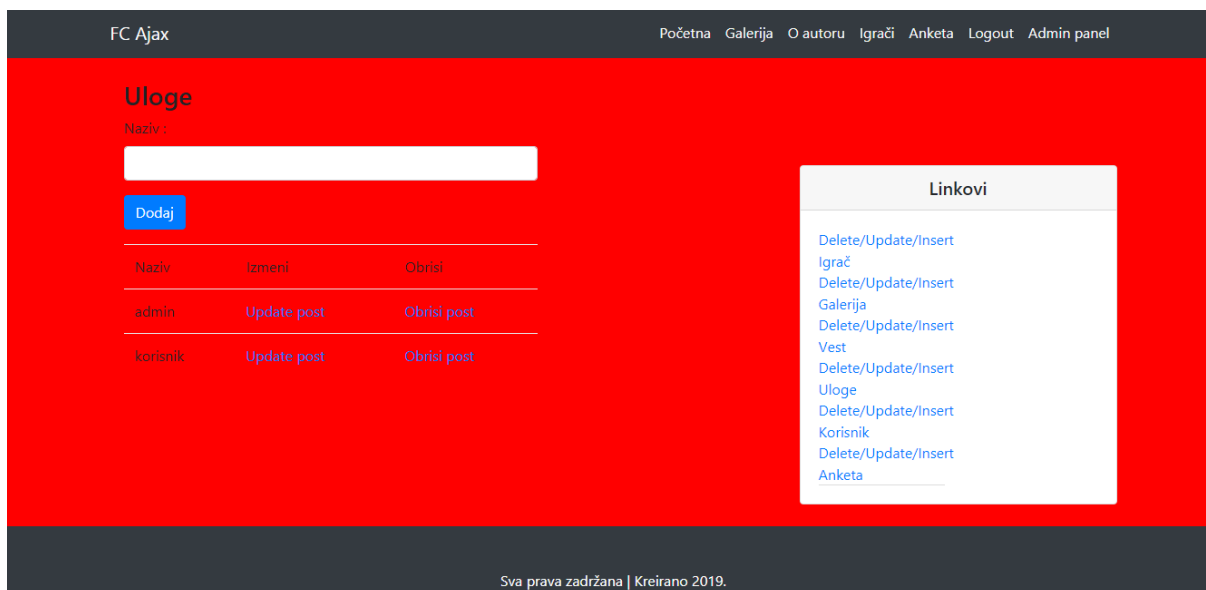 FC Ajax
Početna Galerija O autoru Igrači Anketa Logout Admin panel
Uloge
Naziv :
Dodaj
Naziv Izmeni Obrisi
admin Update post Obrisi post
korisnik Update post Obrisi post
Linkovi
Delete/Update/Insert
Igrač
Delete/Update/Insert
Galerija
Delete/Update/Insert
Vest
Delete/Update/Insert
Uloge
Delete/Update/Insert
Korisnik
Delete/Update/Insert
Anketa
Sva prava zadržana | Kreirano 2019.